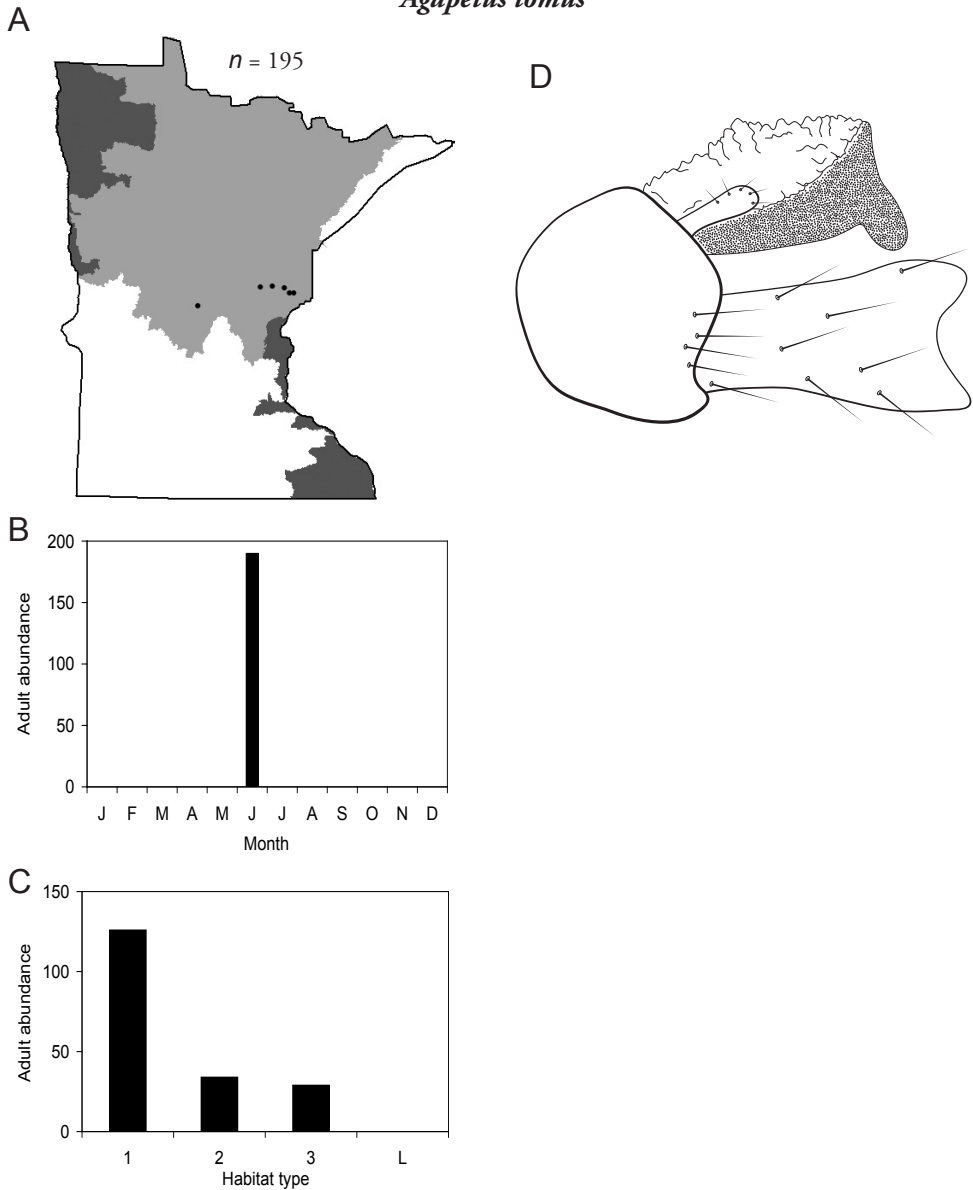 Agapetus tomus
A
n = 195
D
B
200
150
100
50
0
Adult abundance
J F M A M J J A S O N D
Month
C
150
100
50
0
Adult abundance
1 2 3 L
Habitat type